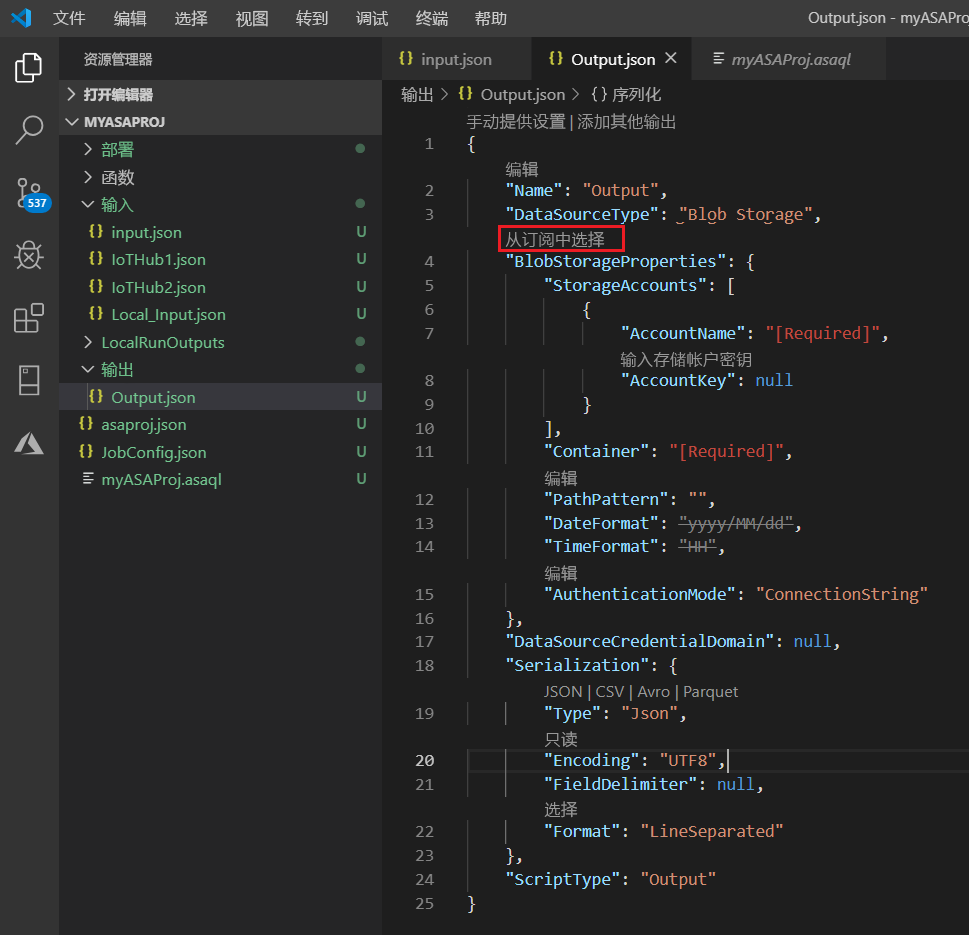 文件 编辑 选择 视图 转到 调试 终端 帮助 Output.json - myASAPro
资源管理器
打开编辑器
MYASAPROJ
部署
函数
输入
input.json U
IoTHub1.json U
IoTHub2.json U
Local_Input.json U
LocalRunOutputs
输出
Output.json U
asaproj.json U
JobConfig.json U
myASAProj.asaql U
537
input.json Output.json myASAProj.asaql
输出 > {} Output.json > {} 序列化
手动提供设置 | 添加其他输出
1 {
编辑
2 "Name": "Output",
3 "DataSourceType": "Blob Storage",
从订阅中选择
4 "BlobStorageProperties": {
5 "StorageAccounts": [
6 {
7 "AccountName": "[Required]",
输入存储帐户密钥
8 "AccountKey": null
9 }
10 ],
11 "Container": "[Required]",
编辑
12 "PathPattern": "",
13 "DateFormat": "yyyy/MM/dd",
14 "TimeFormat": "HH",
编辑
15 "AuthenticationMode": "ConnectionString"
16 },
17 "DataSourceCredentialDomain": null,
18 "Serialization": {
JSON | CSV | Avro | Parquet
19 "Type": "Json",
只读
20 "Encoding": "UTF8",
21 "FieldDelimiter": null,
选择
22 "Format": "LineSeparated"
23 },
24 "ScriptType": "Output"
25 }